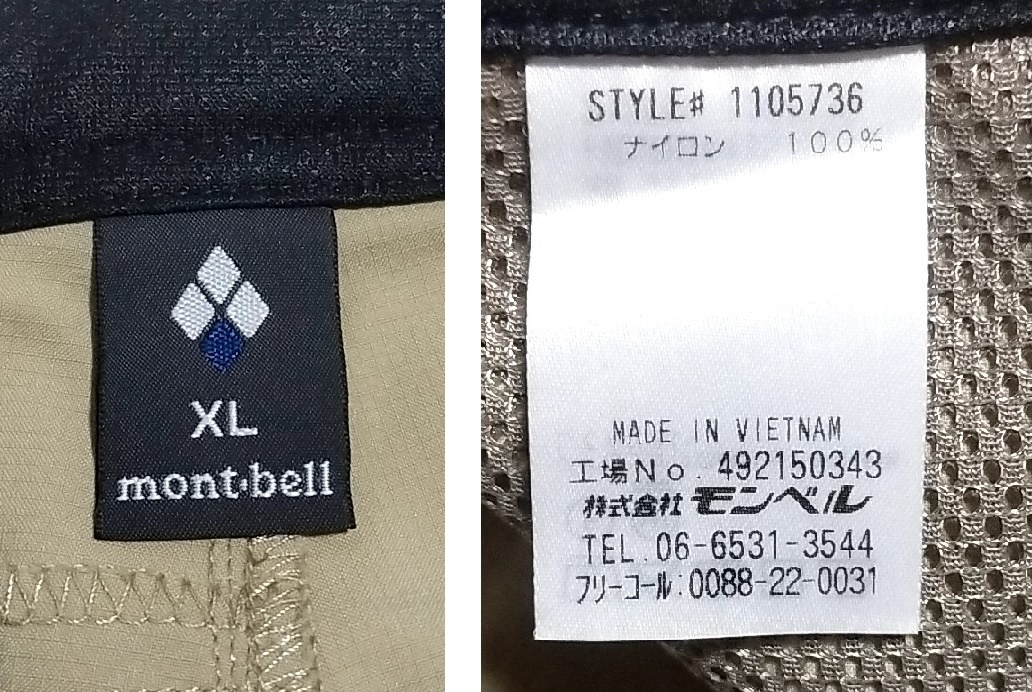 XL
mont·bell
STYLE# 1105736
ナイロン 100%
MADE IN VIETNAM
工場No. 492150343
株式会社モンベル
TEL.06-6531-3544
フリーコール:0088-22-0031